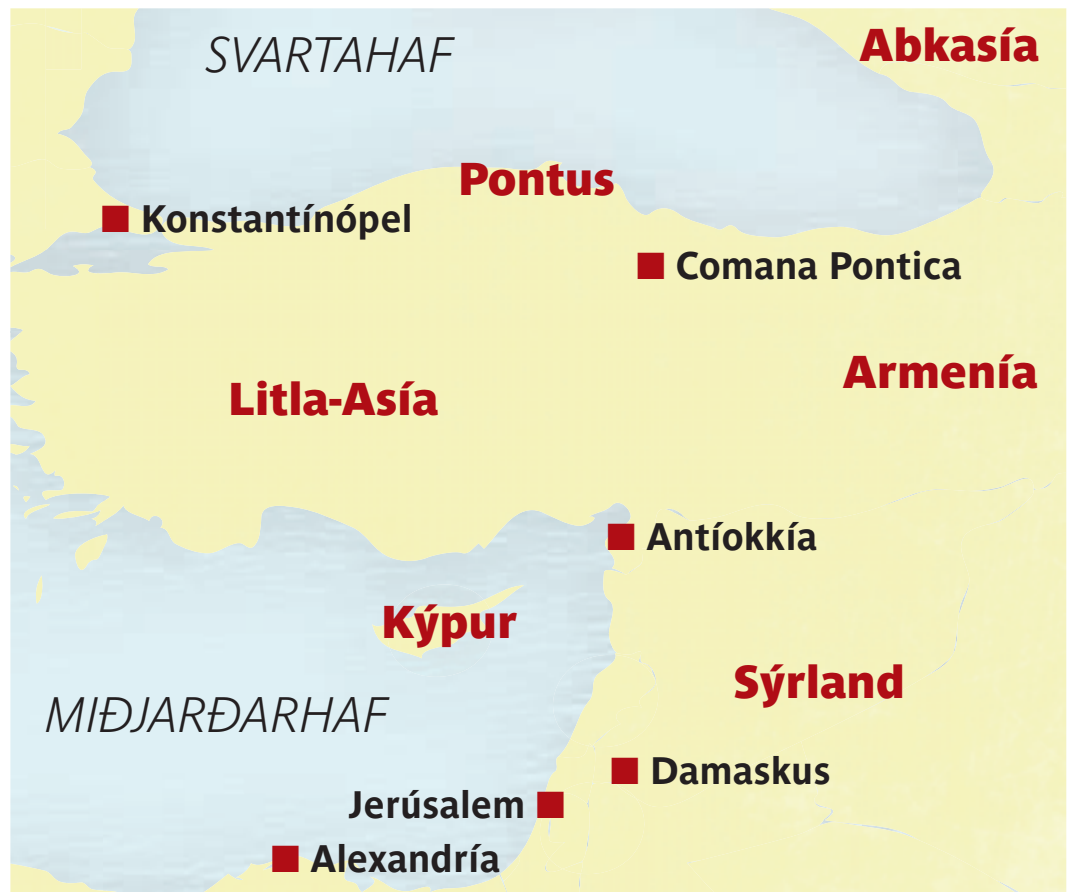 SVARTAHAF
Abkasía
Pontus
Konstantínópel
Comana Pontica
Armenía
Litla-Asía
Antíokkía
Kýpur
Sýrland
MIÐJARÐARHAF
Damaskus
Jerúsalem
Alexandría